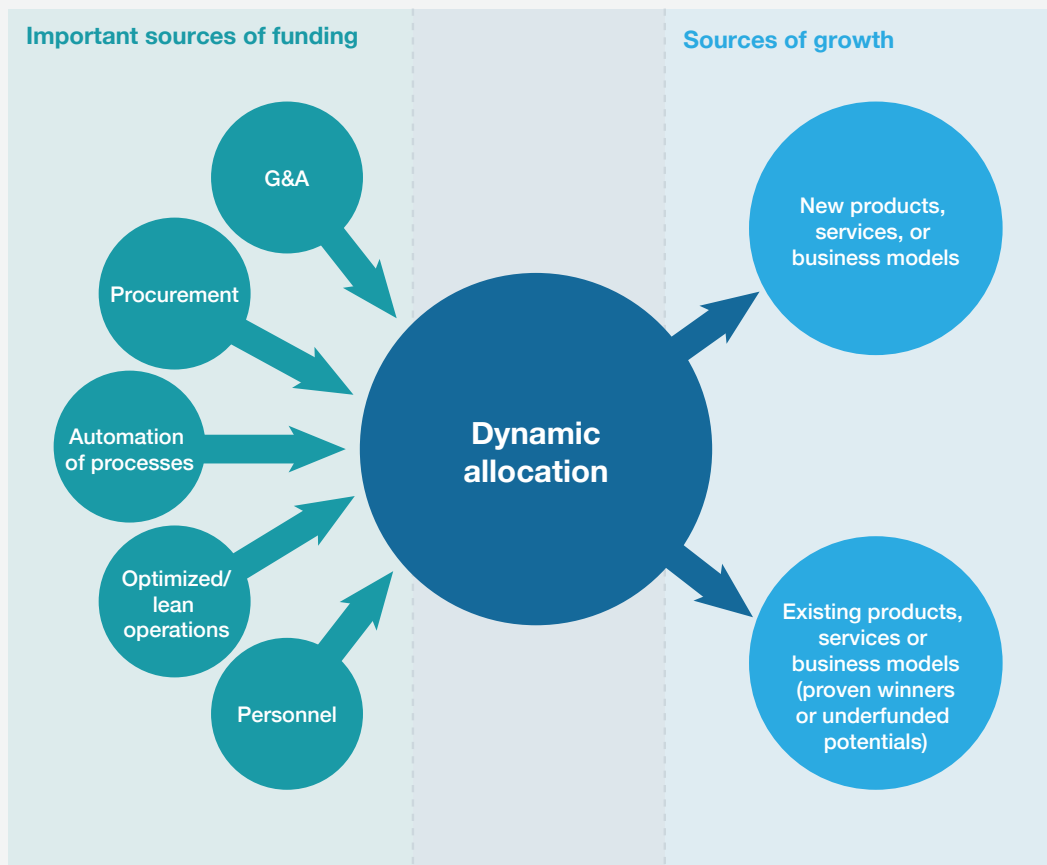 Important sources of funding
G&A
Procurement
Automation
of processes
Optimized/
lean
operations
Personnel
Dynamic
allocation
Sources of growth
New products,
services, or
business models
Existing products,
services or
business models
(proven winners
or underfunded
potentials)